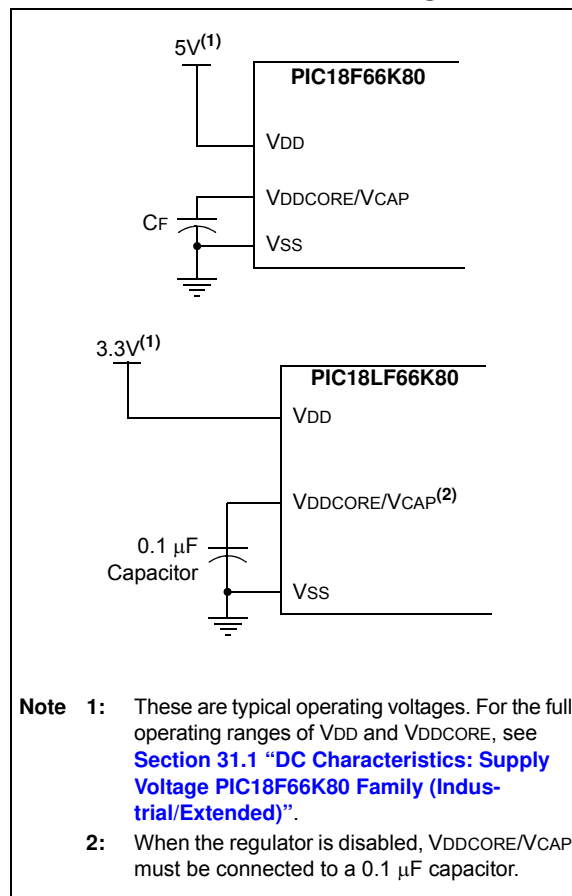 5V(1)
PIC18F66K80
VDD
VDDCORE/VCAP
CF
VSS
3.3V(1)
PIC18LF66K80
VDD
VDDCORE/VCAP(2)
0.1 μF
Capacitor
VSS
Note 1: These are typical operating voltages. For the full
operating ranges of VDD and VDDCORE, see
Section 31.1 “DC Characteristics: Supply
Voltage PIC18F66K80 Family (Indus-
trial/Extended)”.
2: When the regulator is disabled, VDDCORE/VCAP
must be connected to a 0.1 μF capacitor.